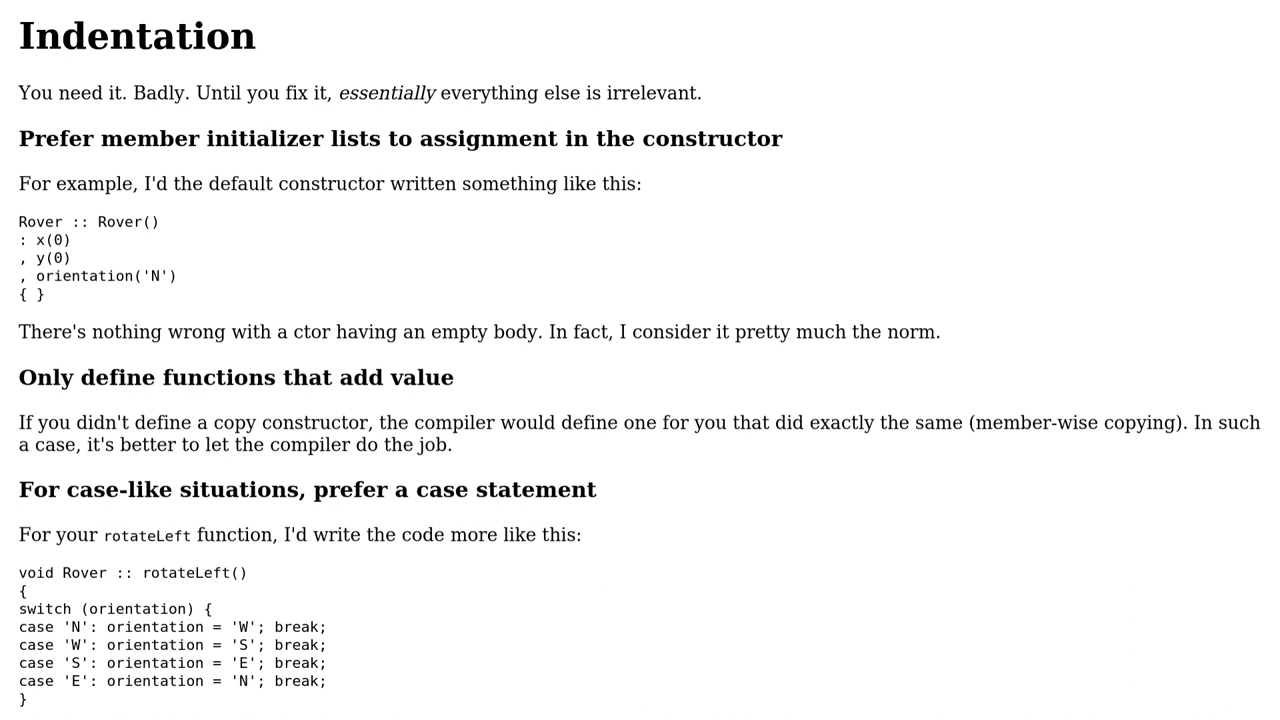 Indentation
You need it. Badly. Until you fix it, essentially everything else is irrelevant.
Prefer member initializer lists to assignment in the constructor
For example, I'd the default constructor written something like this:
Rover :: Rover()
: x(0)
, y(0)
, orientation('N')
{ }
There's nothing wrong with a ctor having an empty body. In fact, I consider it pretty much the norm.
Only define functions that add value
If you didn't define a copy constructor, the compiler would define one for you that did exactly the same (member-wise copying). In such
a case, it's better to let the compiler do the job.
For case-like situations, prefer a case statement
For your rotateLeft function, I'd write the code more like this:
void Rover :: rotateLeft()
{
switch (orientation) {
case 'N': orientation = 'W'; break;
case 'W': orientation = 'S'; break;
case 'S': orientation = 'E'; break;
case 'E': orientation = 'N'; break;
}